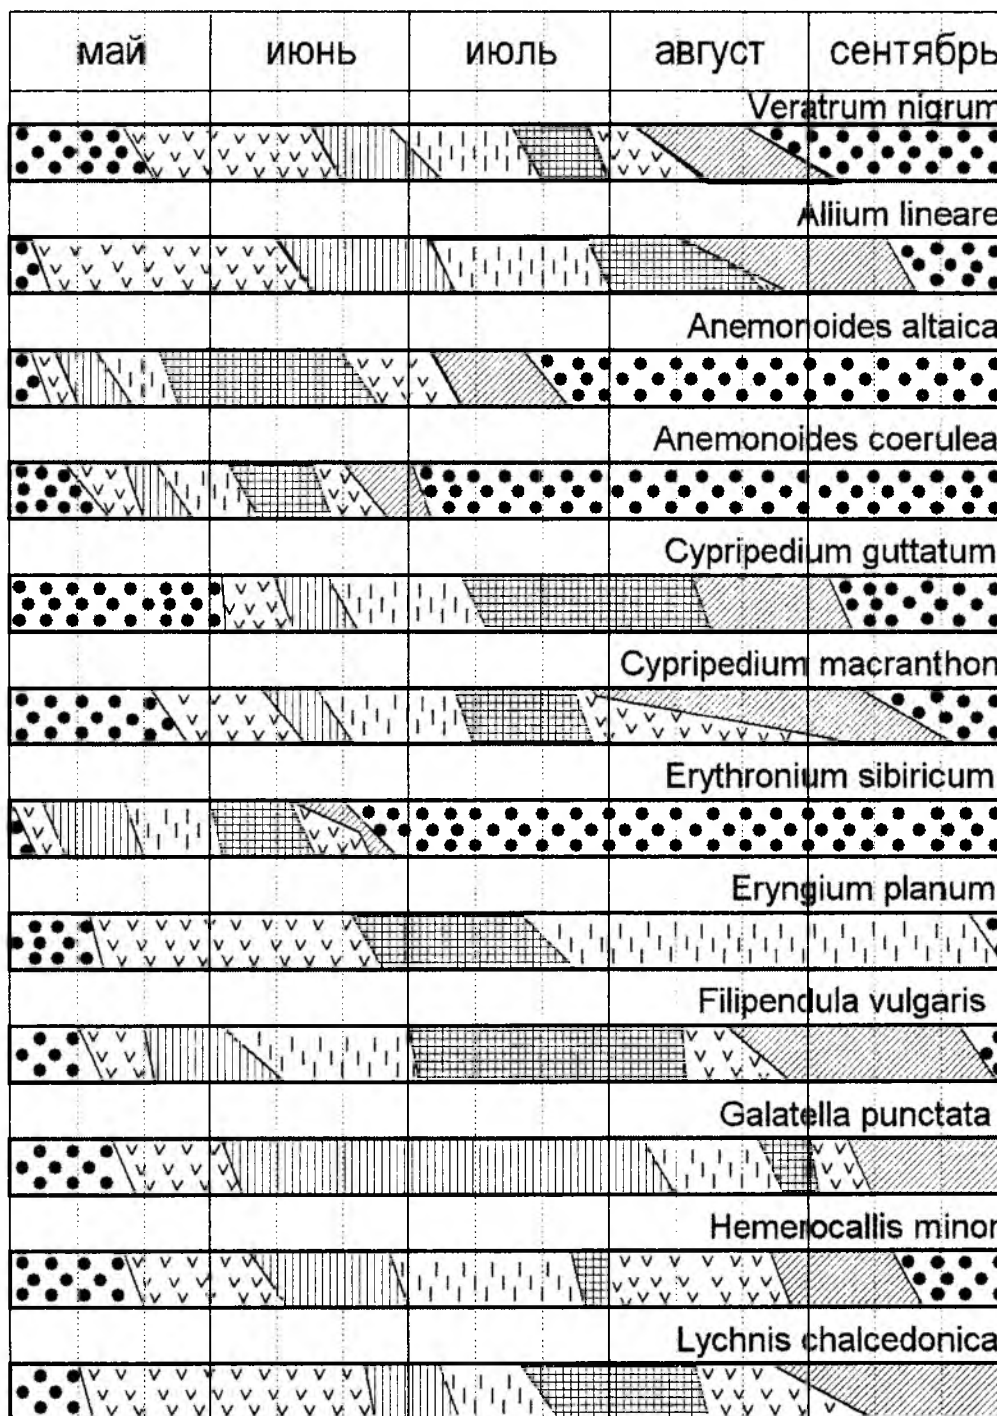 май июнь июль август сентябрь
Veratrum nigrum
Allium lineare
Anemonoides altaica
Anemonoides coerulea
Cypripedium guttatum
Cypripedium macranthon
Erythronium sibiricum
Eryngium planum
Filipendula vulgaris
Galatella punctata
Hemerocallis minor
Lychnis chalcedonica